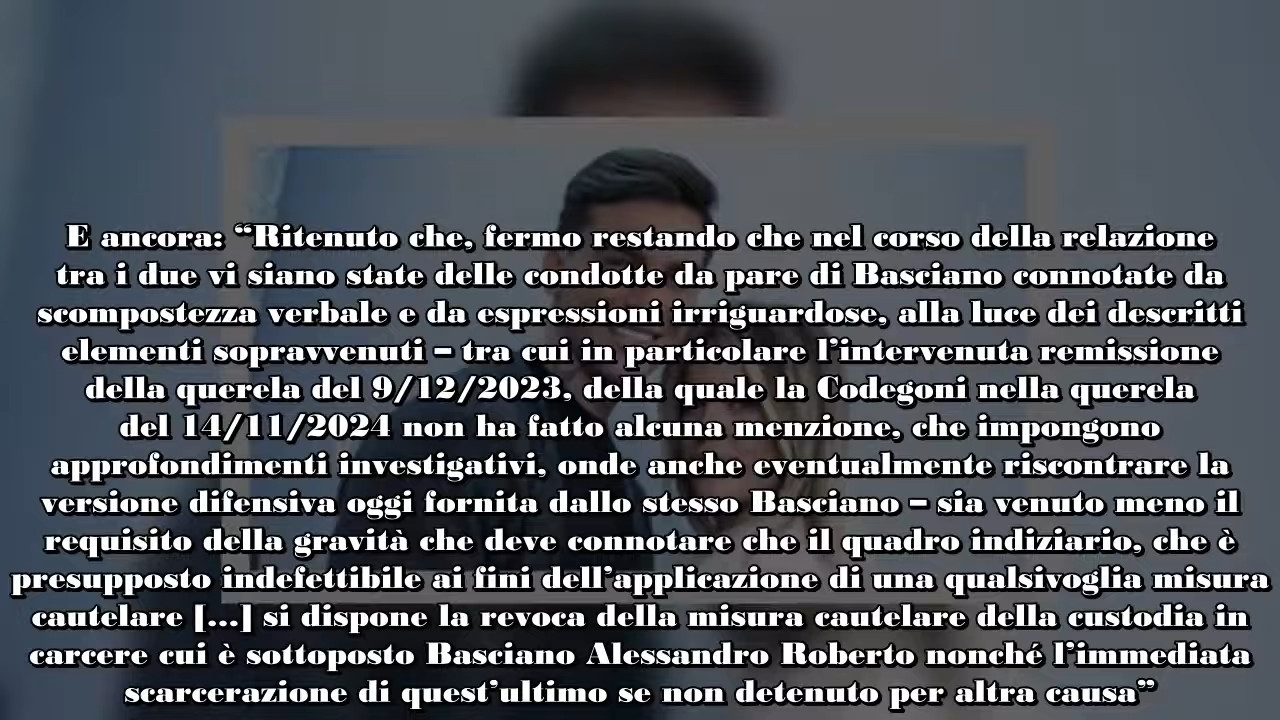 E ancora: “Ritenuto che, fermo restando che nel corso della relazione
tra i due vi siano state delle condotte da pare di Basciano connotate da
scompostezza verbale e da espressioni irriguardose, alla luce dei descritti
elementi sopravvenuti – tra cui in particolare l’intervenuta remissione
della querela del 9/12/2023, della quale la Codegoni nella querela
del 14/11/2024 non ha fatto alcuna menzione, che impongono
approfondimenti investigativi, onde anche eventualmente riscontrare la
versione difensiva oggi fornita dallo stesso Basciano – sia venuto meno il
requisito della gravità che deve connotare che il quadro indiziario, che è
presupposto indefettibile ai fini dell’applicazione di una qualsivoglia misura
cautelare [...] si dispone la revoca della misura cautelare della custodia in
carcere cui è sottoposto Basciano Alessandro Roberto nonché l’immediata
scarcerazione di quest’ultimo se non detenuto per altra causa”